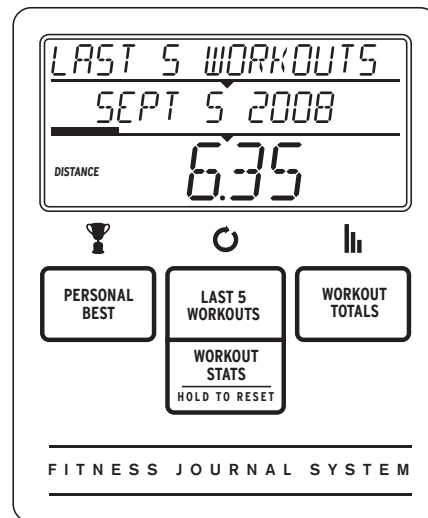 LAST 5 WORKOUTS
SEPT 5 2008
DISTANCE 6.35
PERSONAL
BEST
LAST 5
WORKOUTS
WORKOUT
TOTALS
WORKOUT
STATS
HOLD TO RESET
FITNESS JOURNAL SYSTEM